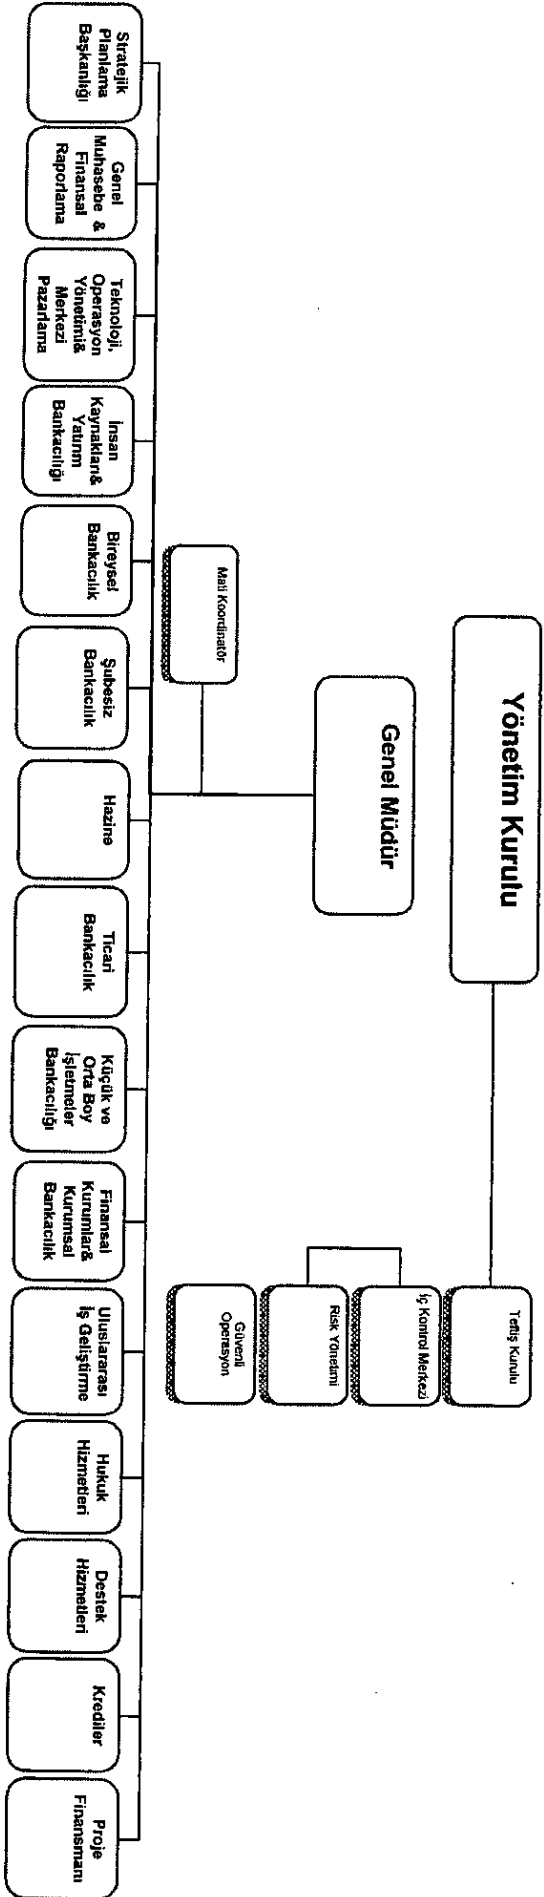 Yönetim Kurulu
Teftiş Kurulu
İç Kontrol Merkezi
Risk Yönetimi
Güvenli
Operasyon
Genel Müdür
Mali Koordinatör
Stratejik
Planlama
Başkanlığı
Genel
Muhasebe &
Finansal
Raporlama
Teknoloji,
Operasyon
Yönetimi&
Merkezi
Pazarlama
İnsan
Kaynakları&
Yatırım
Bankacılığı
Bireysel
Bankacılık
Şubesiz
Bankacılık
Hazine
Ticari
Bankacılık
Küçük ve
Orta Boy
İşletmeler
Bankacılığı
Finansal
Kurumlar&
Kurumsal
Bankacılık
Uluslararası
İş Geliştirme
Hukuk
Hizmetleri
Destek
Hizmetleri
Krediler
Proje
Finansmanı